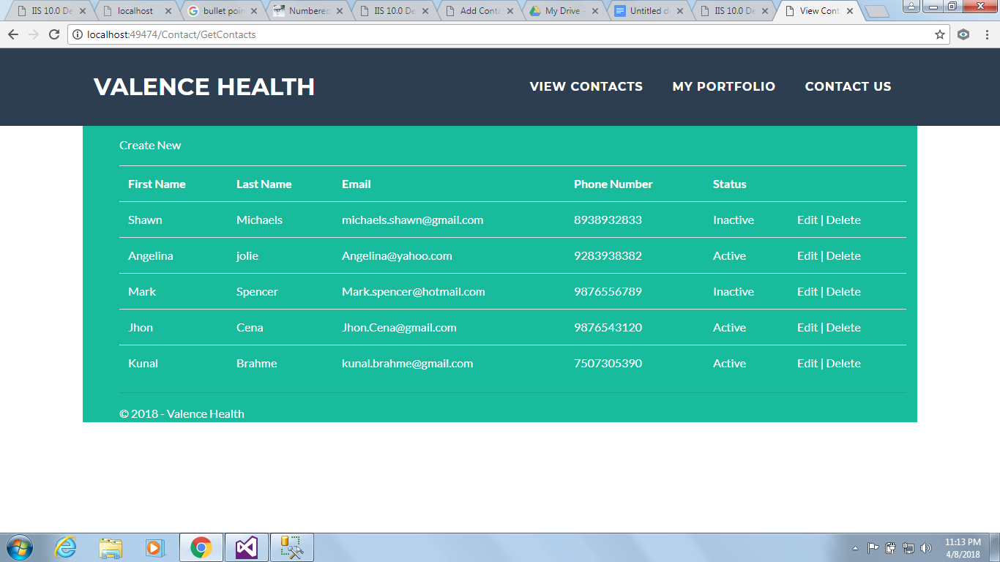 IIS 10.0 De localhost bullet poin Numbered IIS 10.0 De Add Conta My Drive - Untitled d IIS 10.0 De View Cont
localhost:49474/Contact/GetContacts
VALENCE HEALTH VIEW CONTACTS MY PORTFOLIO CONTACT US
Create New
First Name Last Name Email Phone Number Status
Shawn Michaels michaels.shawn@gmail.com 8938932833 Inactive Edit | Delete
Angelina jolie Angelina@yahoo.com 9283938382 Active Edit | Delete
Mark Spencer Mark.spencer@hotmail.com 9876556789 Inactive Edit | Delete
Jhon Cena Jhon.Cena@gmail.com 9876543120 Active Edit | Delete
Kunal Brahme kunal.brahme@gmail.com 7507305390 Active Edit | Delete
© 2018 - Valence Health
11:13 PM
4/8/2018